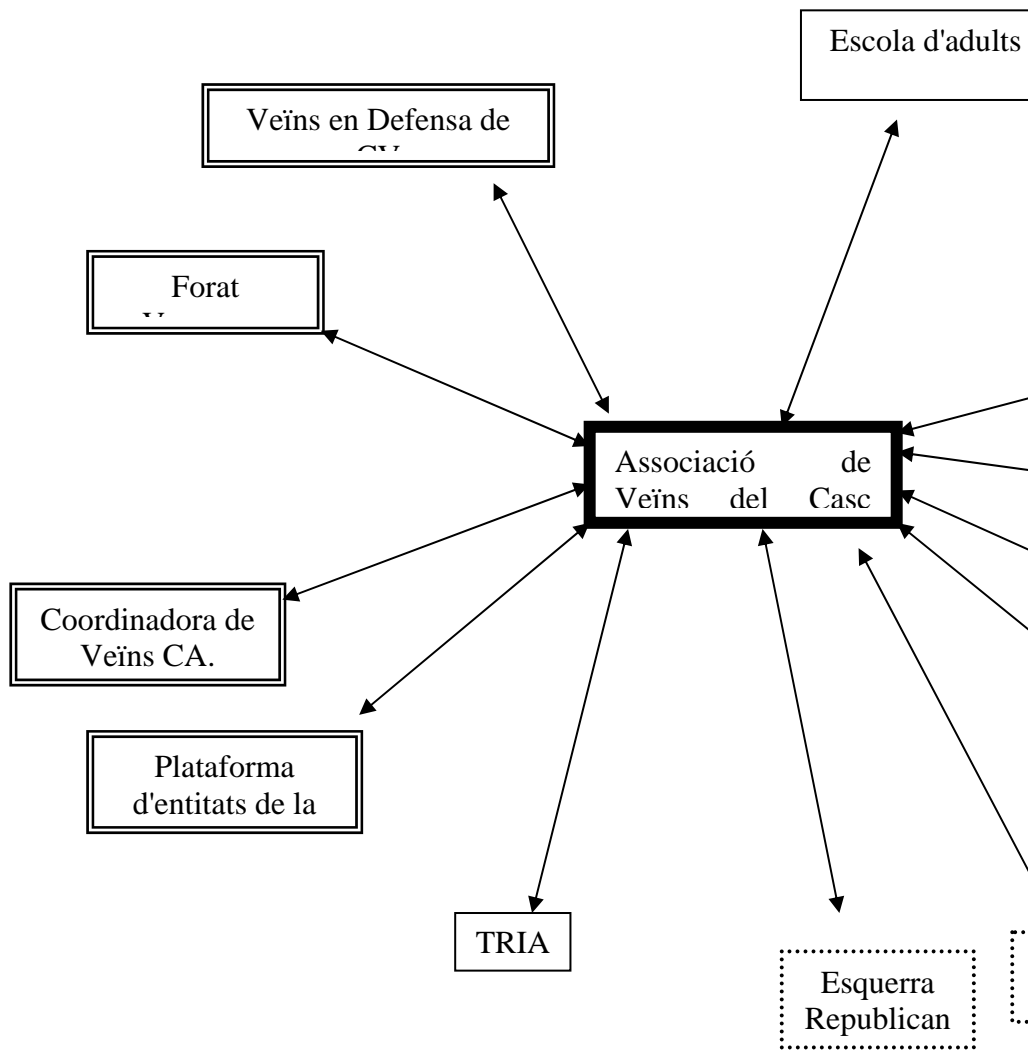 Escola d'adults
Veïns en Defensa de
Forat
Associació de
Veïns del Casc
Coordinadora de
Veïns CA.
Plataforma
d'entitats de la
TRIA
Esquerra
Republican